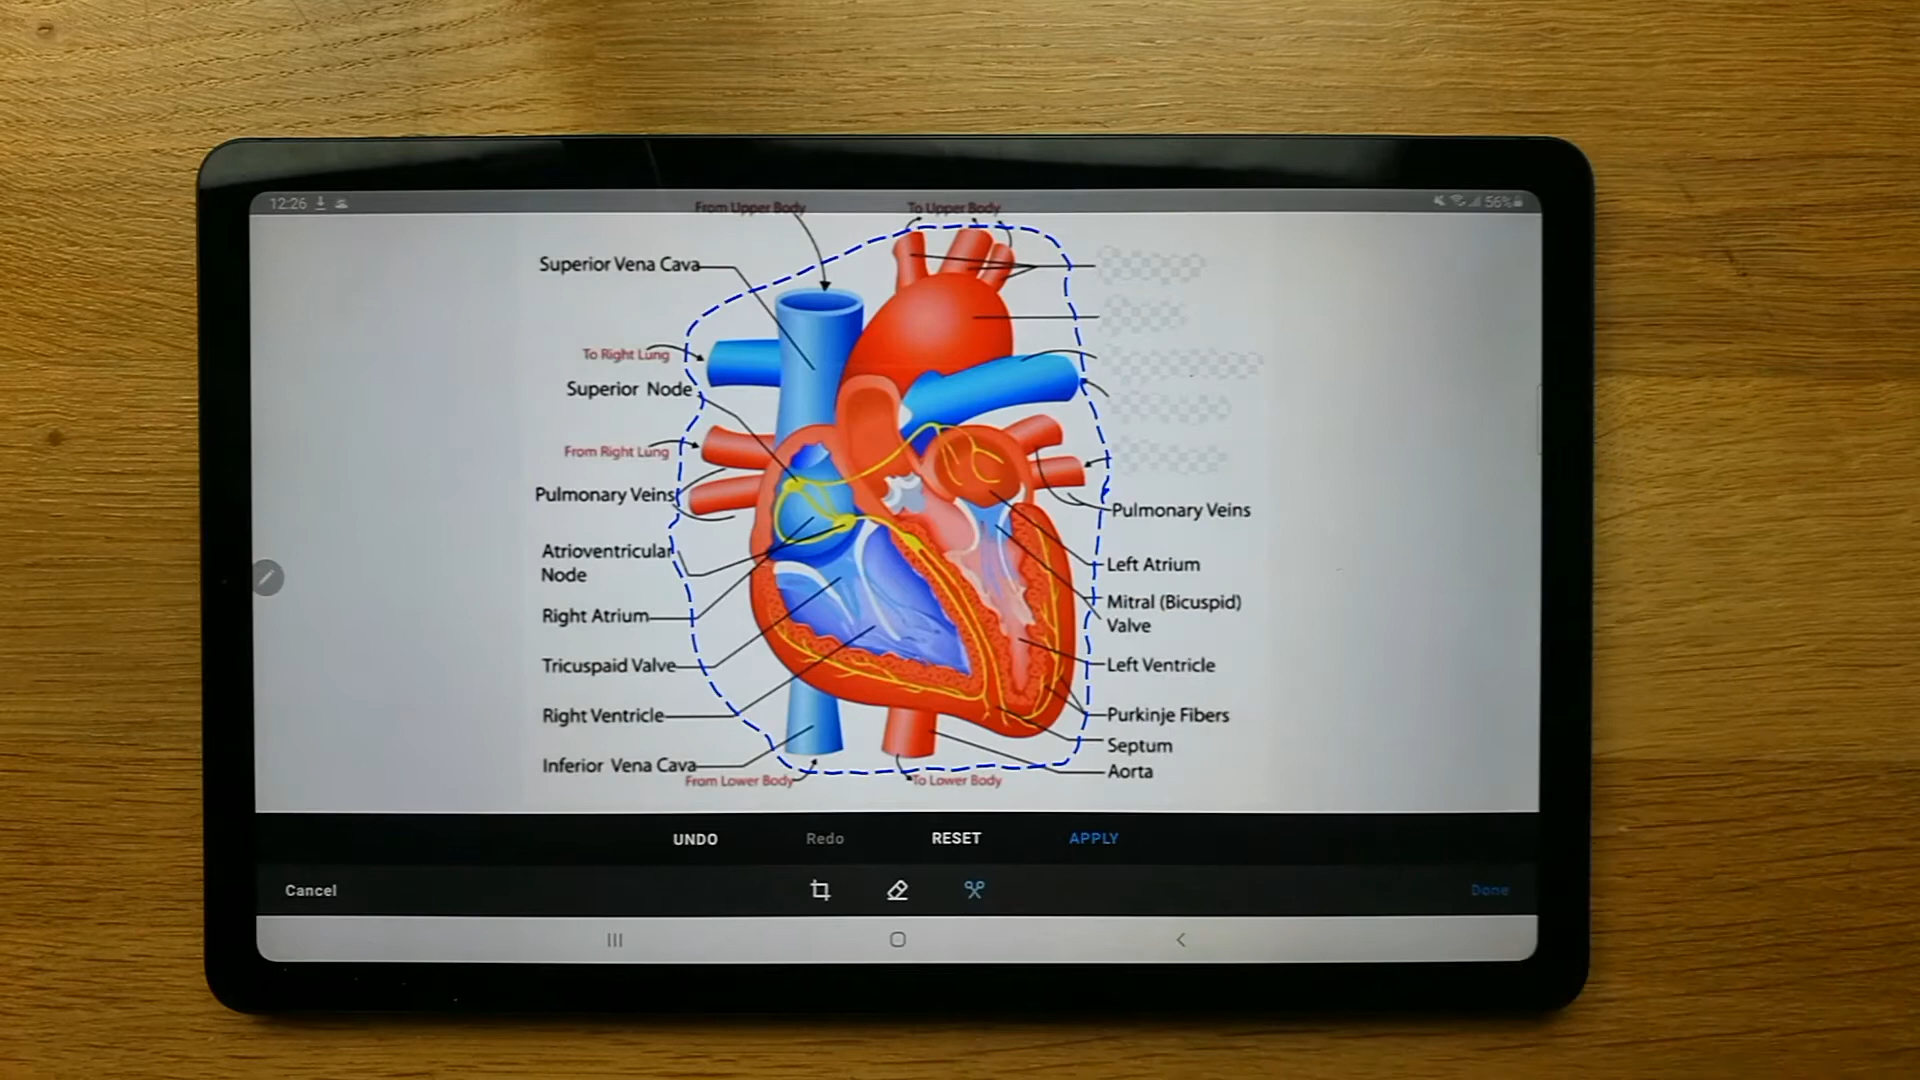 12:26
56%
From Upper Body
To Upper Body
Superior Vena Cava
To Right Lung
Superior Node
From Right Lung
Pulmonary Veins
Atrioventricular
Node
Right Atrium
Tricuspaid Valve
Right Ventricle
Inferior Vena Cava
From Lower Body
To Lower Body
Pulmonary Veins
Left Atrium
Mitral (Bicuspid)
Valve
Left Ventricle
Purkinje Fibers
Septum
Aorta
UNDO
Redo
RESET
APPLY
Cancel
Done